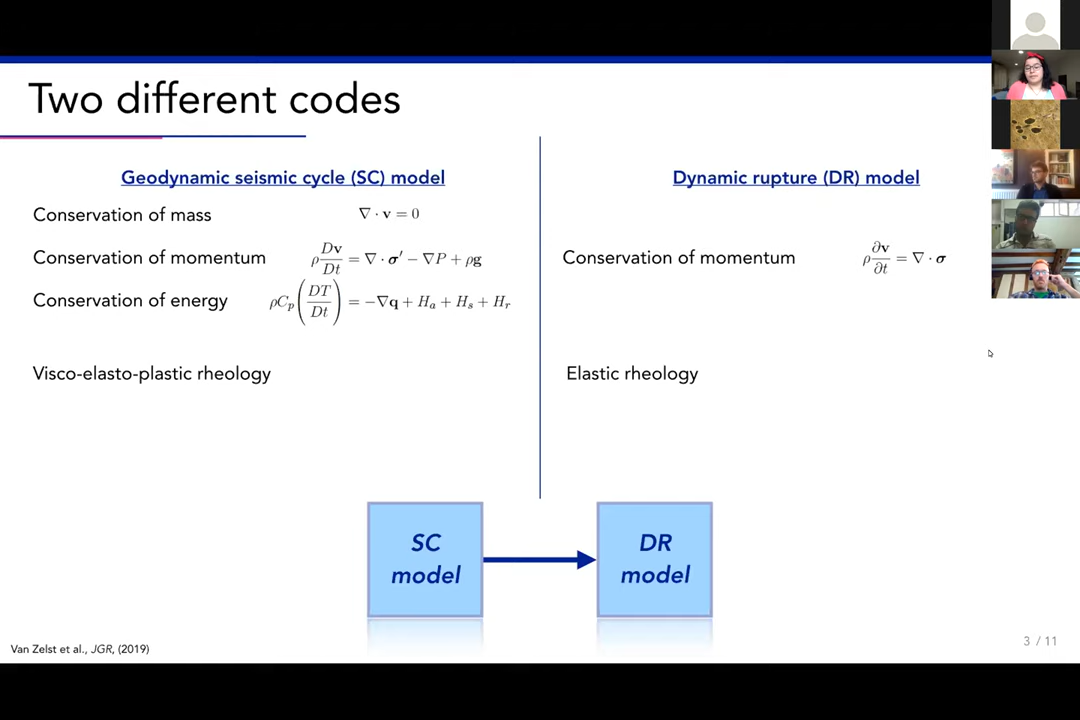 Two different codes
Geodynamic seismic cycle (SC) model
Conservation of mass ∇ · v = 0
Conservation of momentum ρ Dv/Dt = ∇ · σ′ − ∇P + ρg
Conservation of energy ρCp (DT/Dt) = −∇q + Ha + Hs + Hr
Visco-elasto-plastic rheology
Dynamic rupture (DR) model
Conservation of momentum ρ ∂v/∂t = ∇ · σ
Elastic rheology
SC
model
DR
model
Van Zelst et al., JGR, (2019)
3 / 11